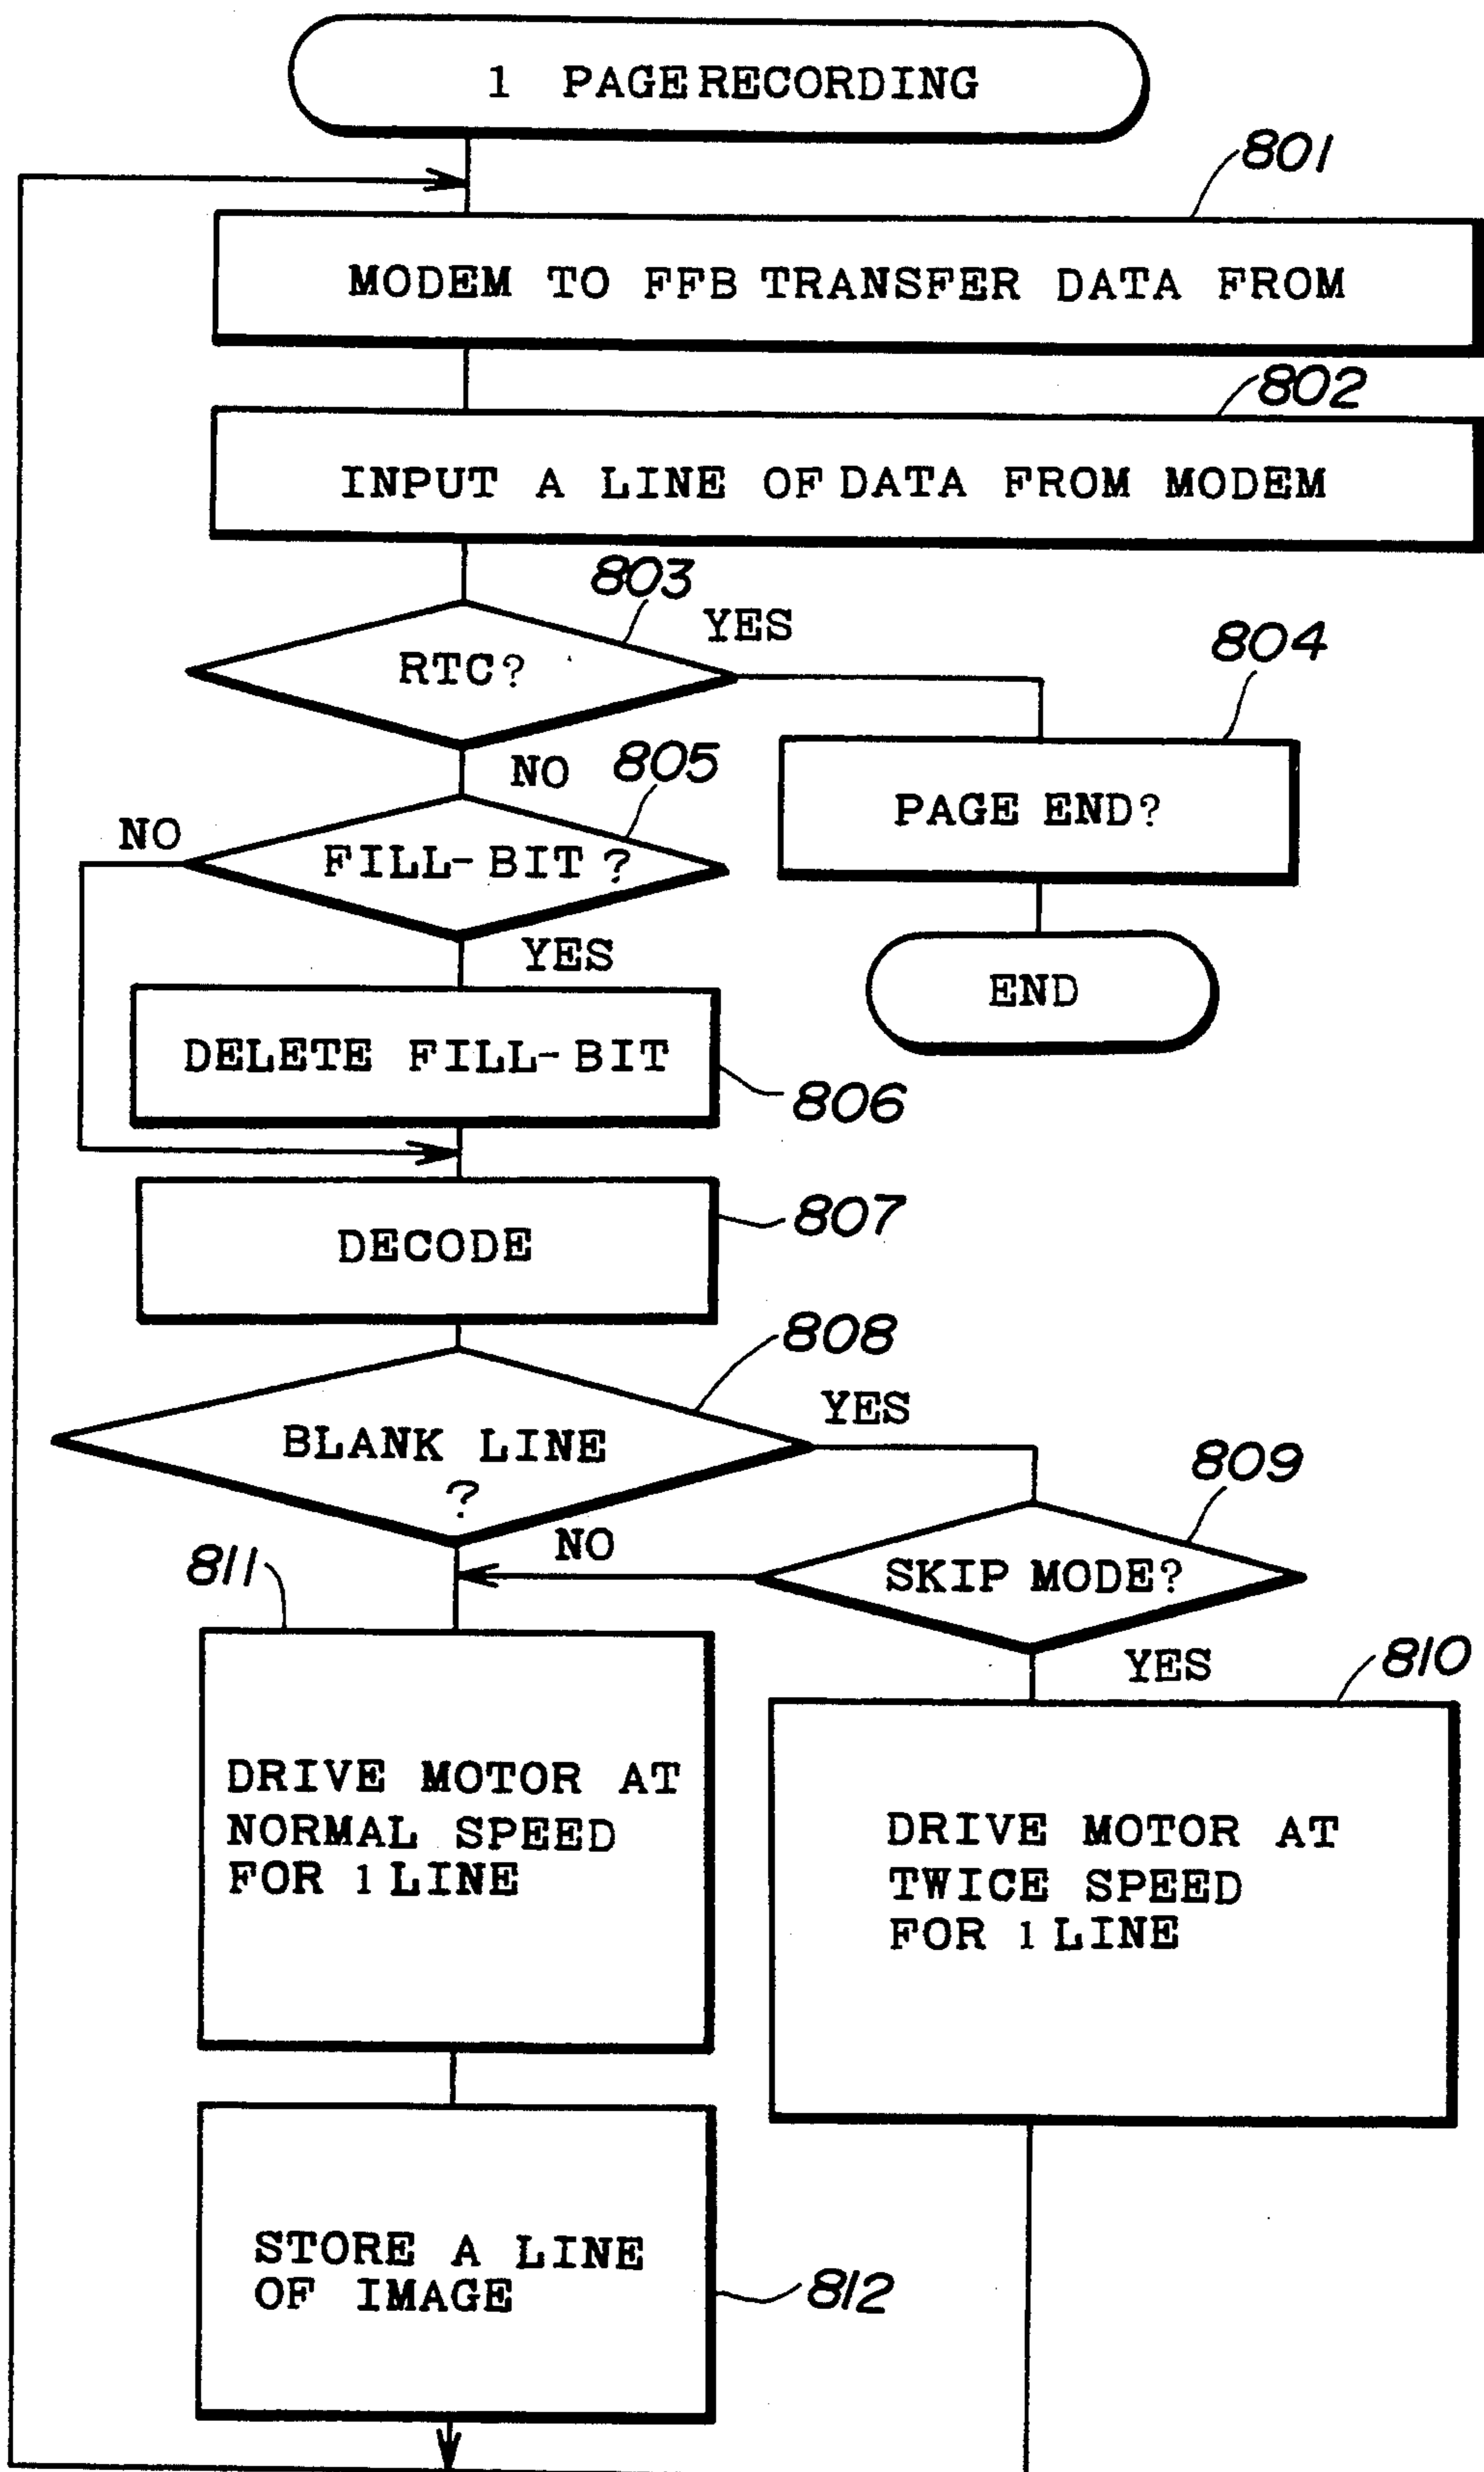 1 PAGE RECORDING
801
MODEM TO FFB TRANSFER DATA FROM
802
INPUT A LINE OF DATA FROM MODEM
803
YES
RTC?
804
NO
805
PAGE END?
NO
FILL-BIT?
YES
END
DELETE FILL-BIT
806
807
DECODE
808
YES
BLANK LINE
?
809
NO
811
SKIP MODE?
YES
810
DRIVE MOTOR AT
NORMAL SPEED
FOR 1 LINE
DRIVE MOTOR AT
TWICE SPEED
FOR 1 LINE
STORE A LINE
OF IMAGE
812